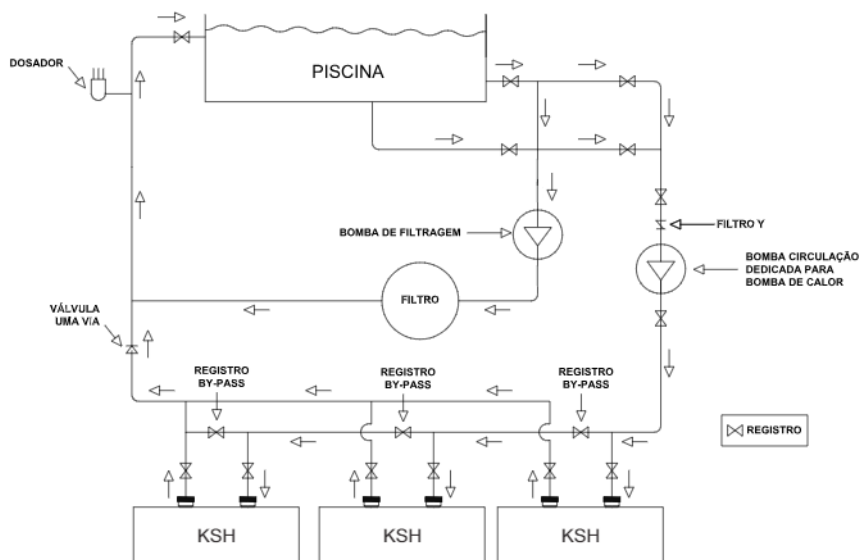 DOSADOR
PISCINA
BOMBA DE FILTRAGEM
FILTRO Y
BOMBA CIRCULAÇÃO
DEDICADA PARA
BOMBA DE CALOR
FILTRO
VÁLVULA
UMA VÍA
REGISTRO
BY-PASS
REGISTRO
BY-PASS
REGISTRO
BY-PASS
REGISTRO
KSH
KSH
KSH